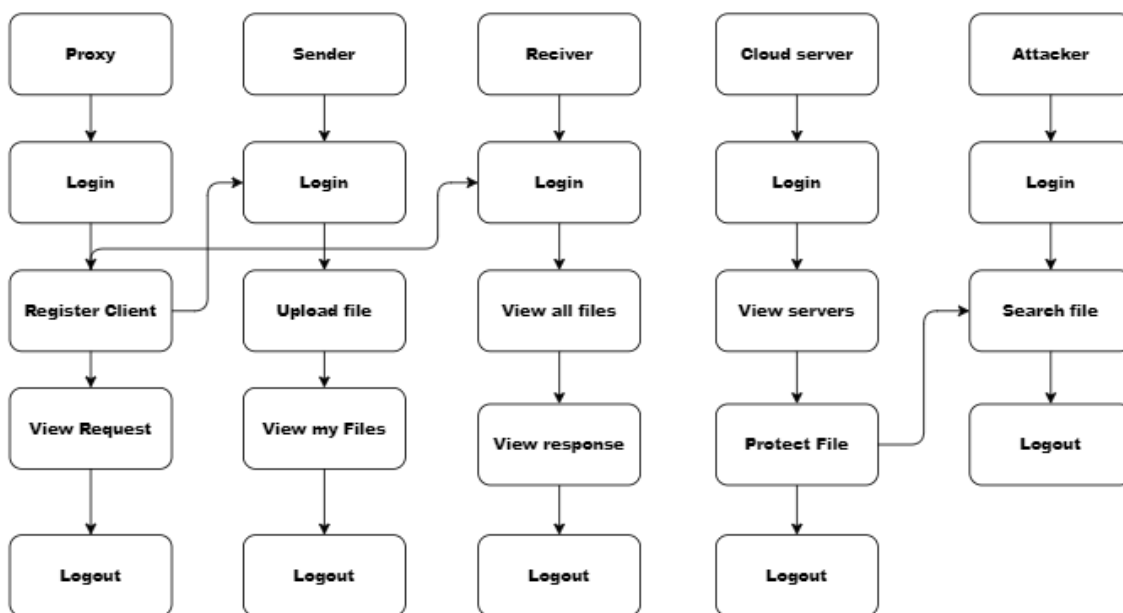 Proxy
Sender
Reciver
Cloud server
Attacker
Login
Login
Login
Login
Login
Register Client
Upload file
View all files
View servers
Search file
View Request
View my Files
View response
Protect File
Logout
Logout
Logout
Logout
Logout